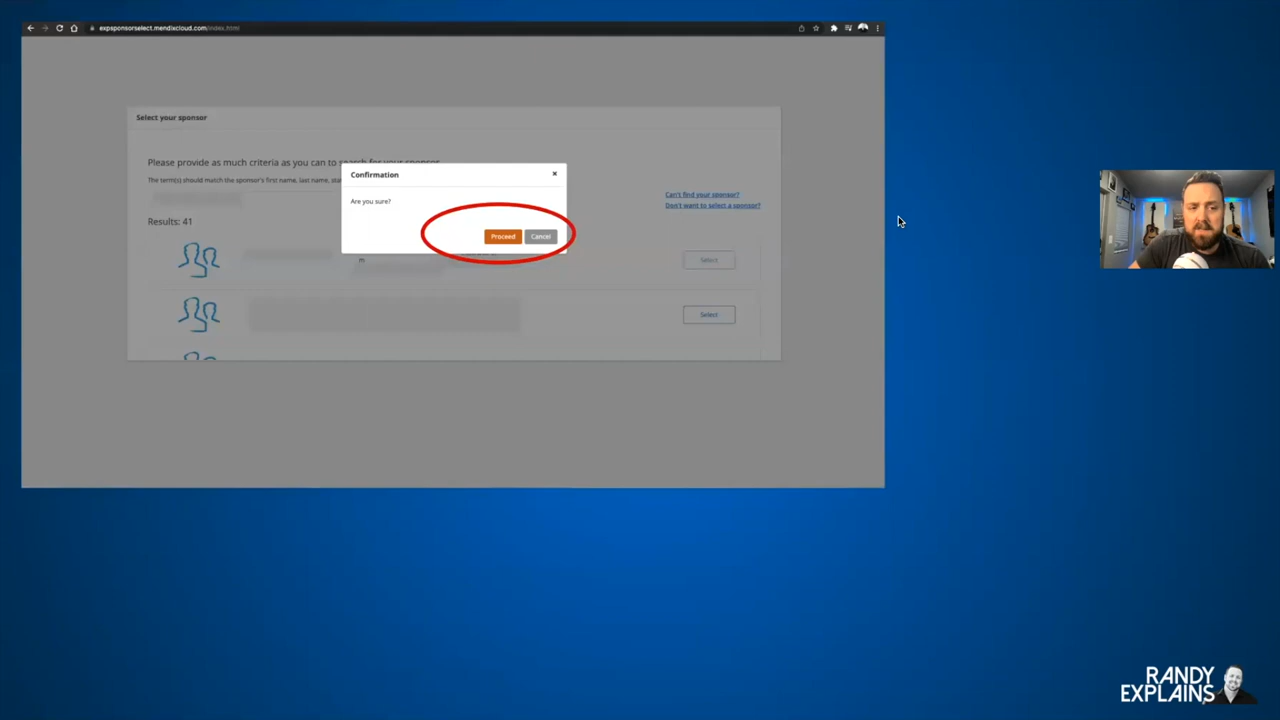 expsponsorselect.mendixcloud.com/index.html
Select your sponsor
Please provide as much criteria as you can to search for your sponsor
The term(s) should match the sponsor's first name, last name,
Confirmation
×
Are you sure?
Proceed
Cancel
Can't find your sponsor?
Don't want to select a sponsor?
Results: 41
m
Select
Select
RANDY
EXPLAINS